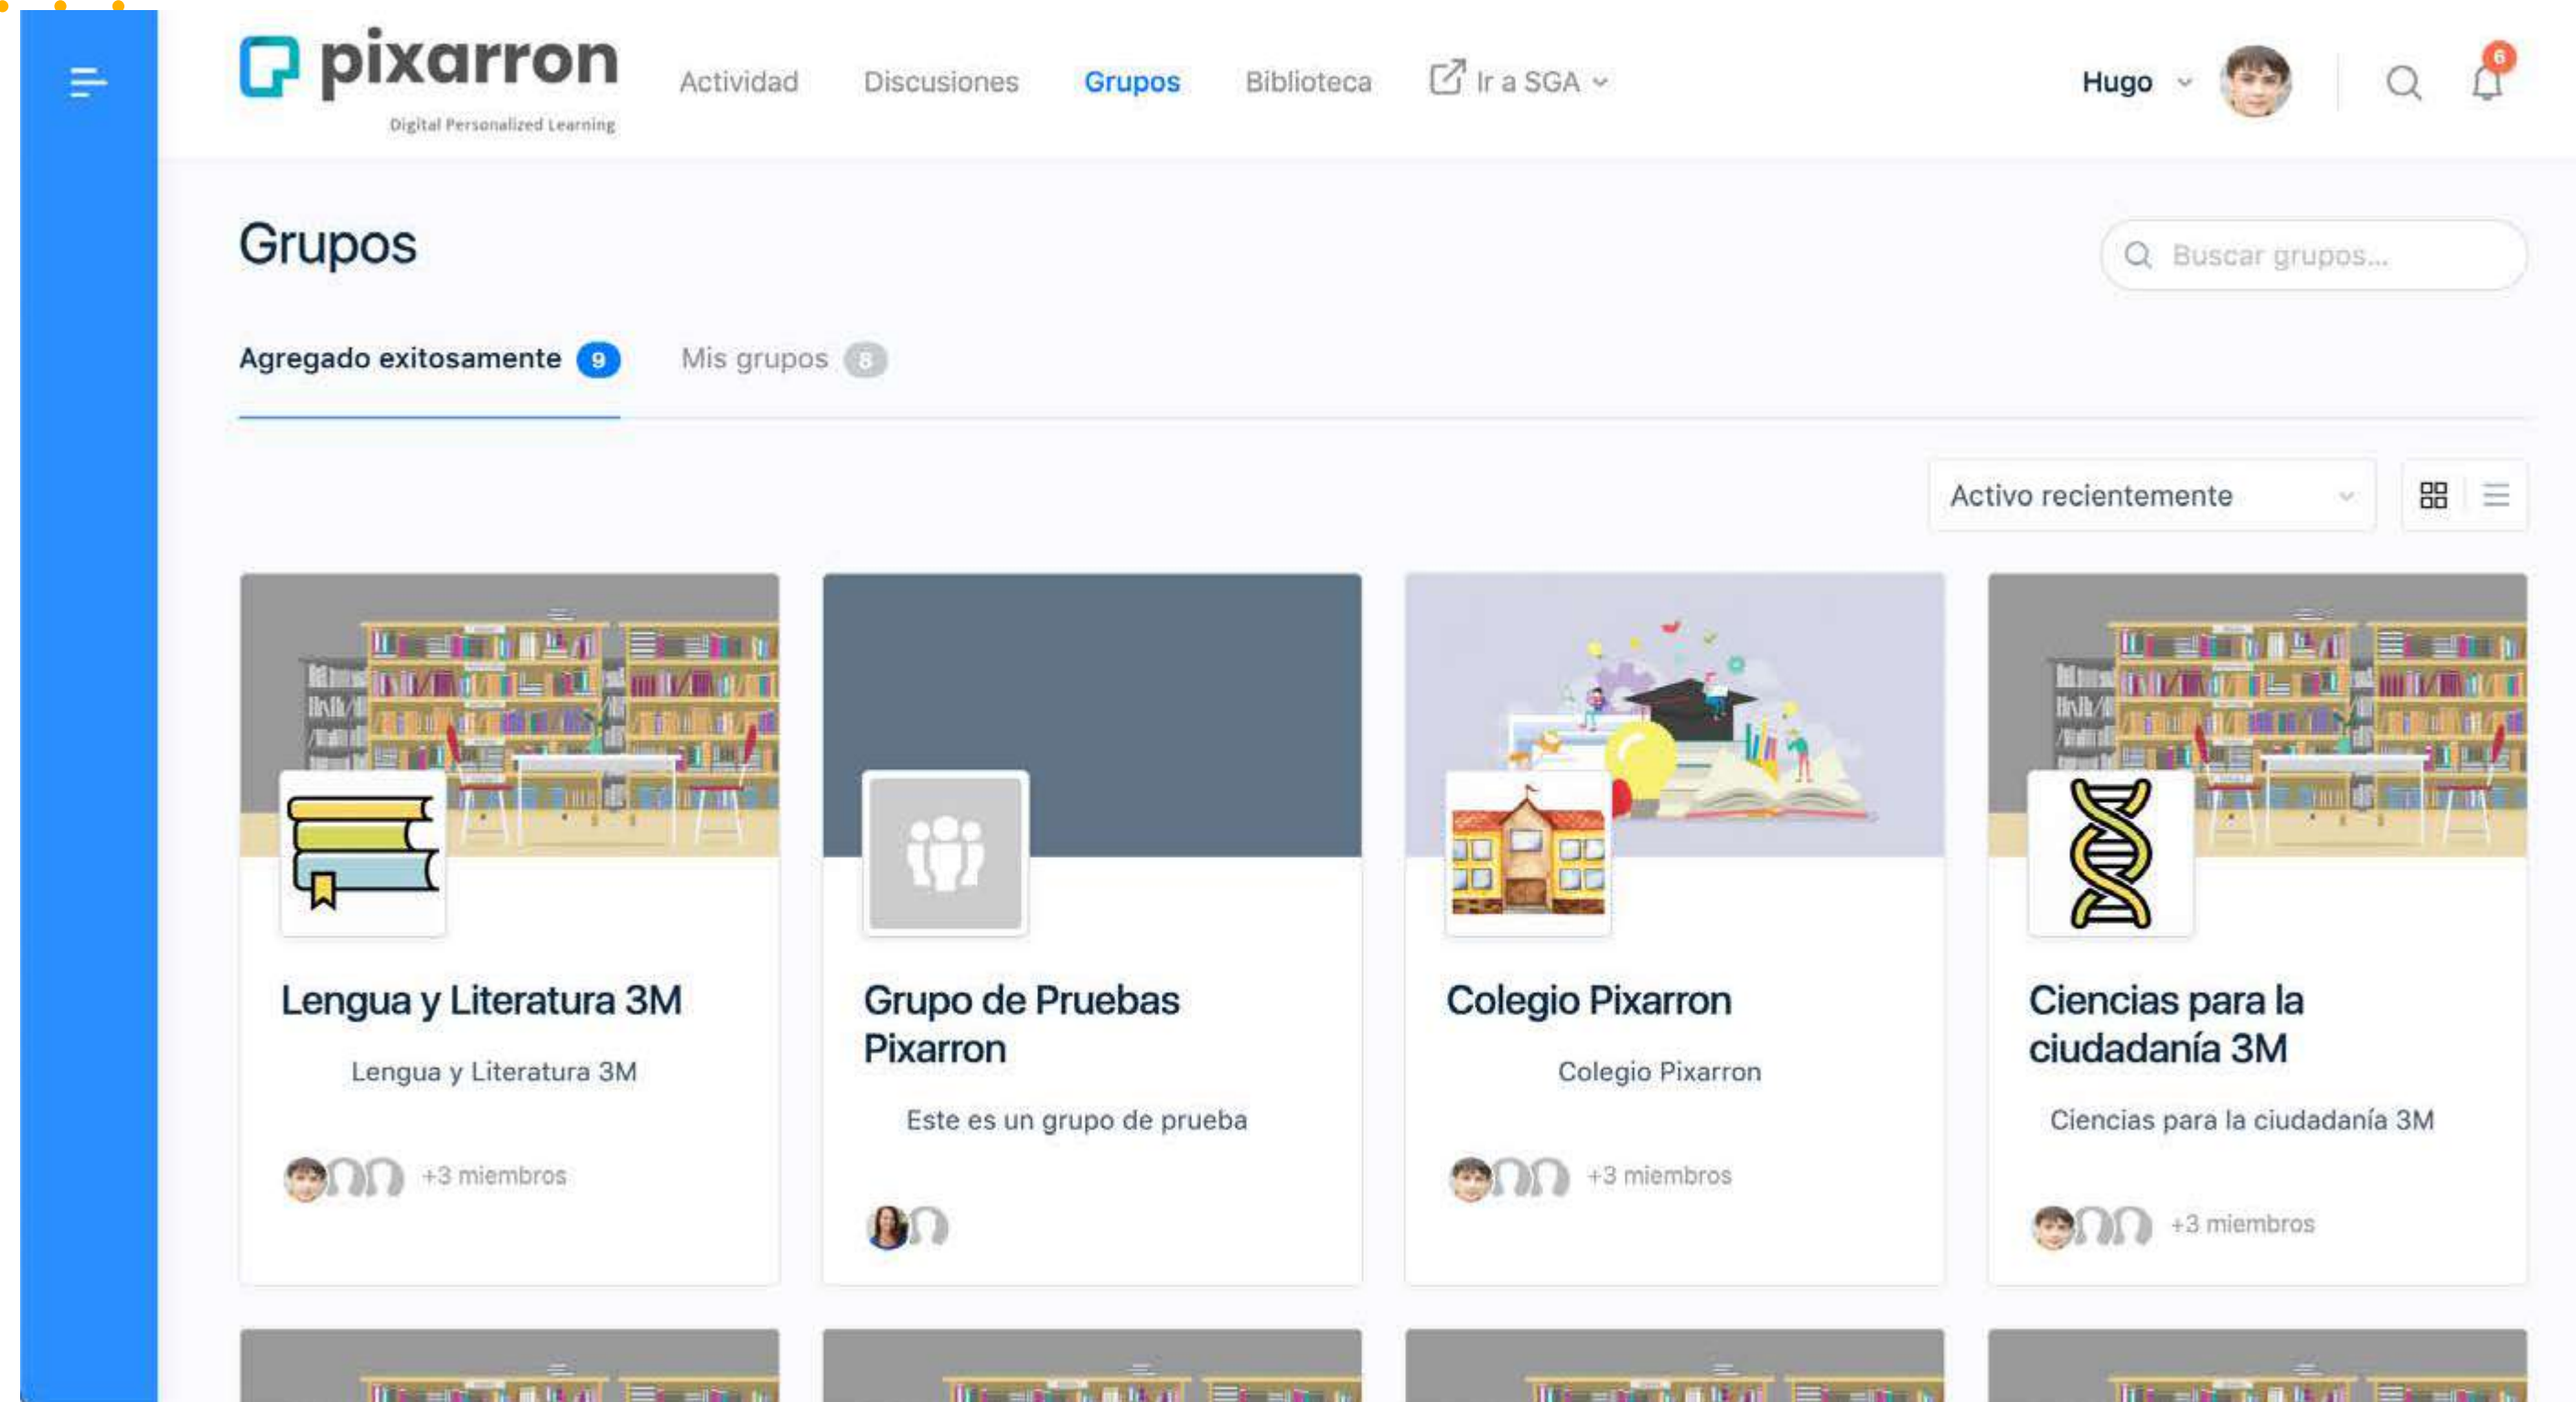 pixarron
Digital Personalized Learning
Actividad Discusiones Grupos Biblioteca Ir a SGA
Hugo
6
Grupos
Buscar grupos...
Agregado exitosamente 9 Mis grupos 8
Activo recientemente
Lengua y Literatura 3M
Lengua y Literatura 3M
+3 miembros
Grupo de Pruebas
Pixarron
Este es un grupo de prueba
Colegio Pixarron
Colegio Pixarron
+3 miembros
Ciencias para la
ciudadanía 3M
Ciencias para la ciudadanía 3M
+3 miembros